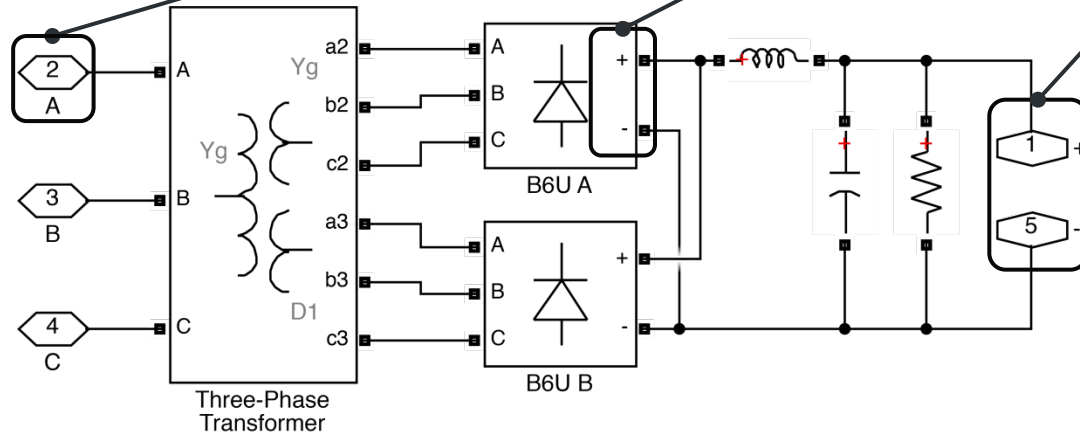 2
A
3
B
4
C
A
B
C
Yg
Yg
D1
a2
b2
c2
a3
b3
c3
Three-Phase
Transformer
A
B
C
+
-
B6U A
A
B
C
+
-
B6U B
+
+
+
1
+
5
-